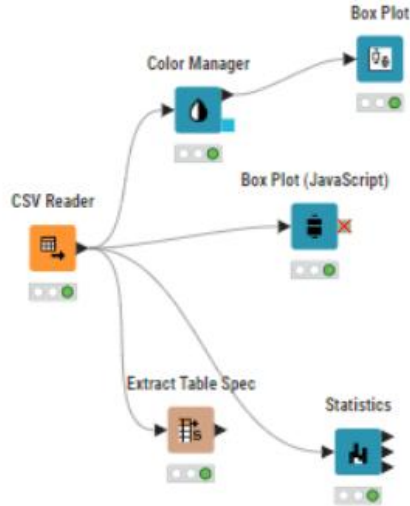 Box Plot
Color Manager
Box Plot (JavaScript)
CSV Reader
Extract Table Spec
S
Statistics